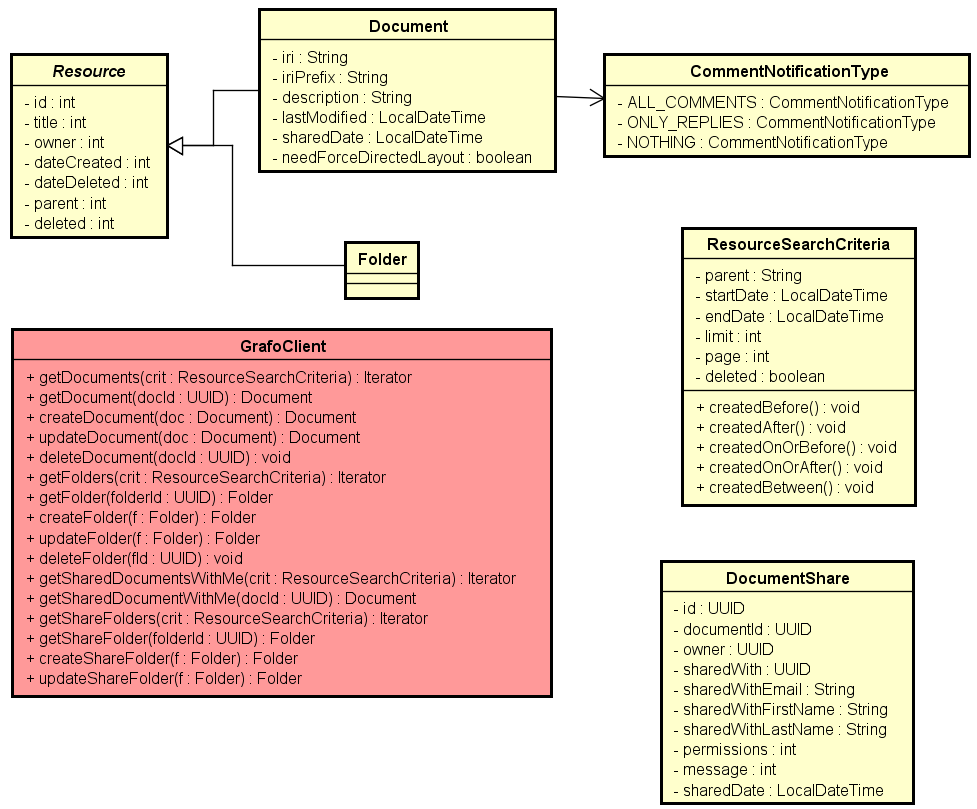 Resource
- id : int
- title : int
- owner : int
- dateCreated : int
- dateDeleted : int
- parent : int
- deleted : int
Document
- iri : String
- iriPrefix : String
- description : String
- lastModified : LocalDateTime
- sharedDate : LocalDateTime
- needForceDirectedLayout : boolean
CommentNotificationType
- ALL_COMMENTS : CommentNotificationType
- ONLY_REPLIES : CommentNotificationType
- NOTHING : CommentNotificationType
Folder
ResourceSearchCriteria
- parent : String
- startDate : LocalDateTime
- endDate : LocalDateTime
- limit : int
- page : int
- deleted : boolean
+ createdBefore() : void
+ createdAfter() : void
+ createdOnOrBefore() : void
+ createdOnOrAfter() : void
+ createdBetween() : void
GrafoClient
+ getDocuments(crit : ResourceSearchCriteria) : Iterator
+ getDocument(docId : UUID) : Document
+ createDocument(doc : Document) : Document
+ updateDocument(doc : Document) : Document
+ deleteDocument(docId : UUID) : void
+ getFolders(crit : ResourceSearchCriteria) : Iterator
+ getFolder(folderId : UUID) : Folder
+ createFolder(f : Folder) : Folder
+ updateFolder(f : Folder) : Folder
+ deleteFolder(fId : UUID) : void
+ getSharedDocumentsWithMe(crit : ResourceSearchCriteria) : Iterator
+ getSharedDocumentWithMe(docId : UUID) : Document
+ getShareFolders(crit : ResourceSearchCriteria) : Iterator
+ getShareFolder(folderId : UUID) : Folder
+ createShareFolder(f : Folder) : Folder
+ updateShareFolder(f : Folder) : Folder
DocumentShare
- id : UUID
- documentId : UUID
- owner : UUID
- sharedWith : UUID
- sharedWithEmail : String
- sharedWithFirstName : String
- sharedWithLastName : String
- permissions : int
- message : int
- sharedDate : LocalDateTime